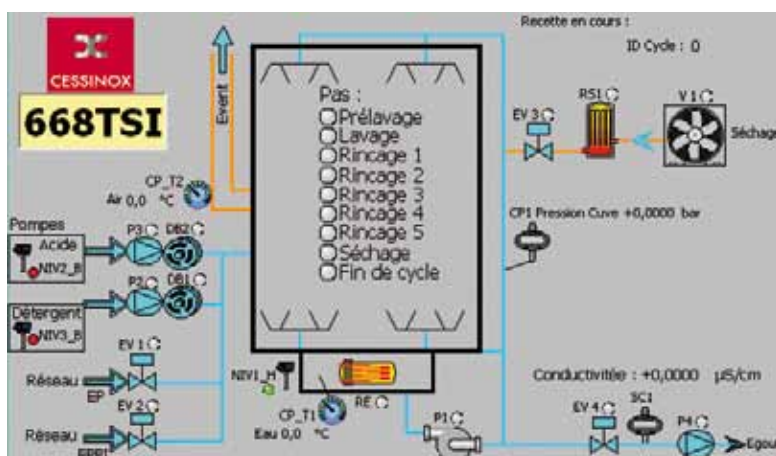 Recette en cours :
ID Cycle : 0
CESSINOX
668TSI
Event
Pas :
Prélavage
Lavage
Rincage 1
Rincage 2
Rincage 3
Rincage 4
Rincage 5
Séchage
Fin de cycle
EV 3
RS1
V 1
Séchage
CP_T2
Air 0,0 °C
CP1 Pression Cuve +0,0000 bar
Pompes
Acide
NIV2_B
P3
DB2
Détergent
NIV3_B
P2
DB1
EV 1
Réseau
EP
EV 2
Réseau
NIV1_H
RE
CP_T1
Eau 0,0 °C
P1
Conductivitée : +0,0000 µS/cm
EV 4
SC1
P4
Egou